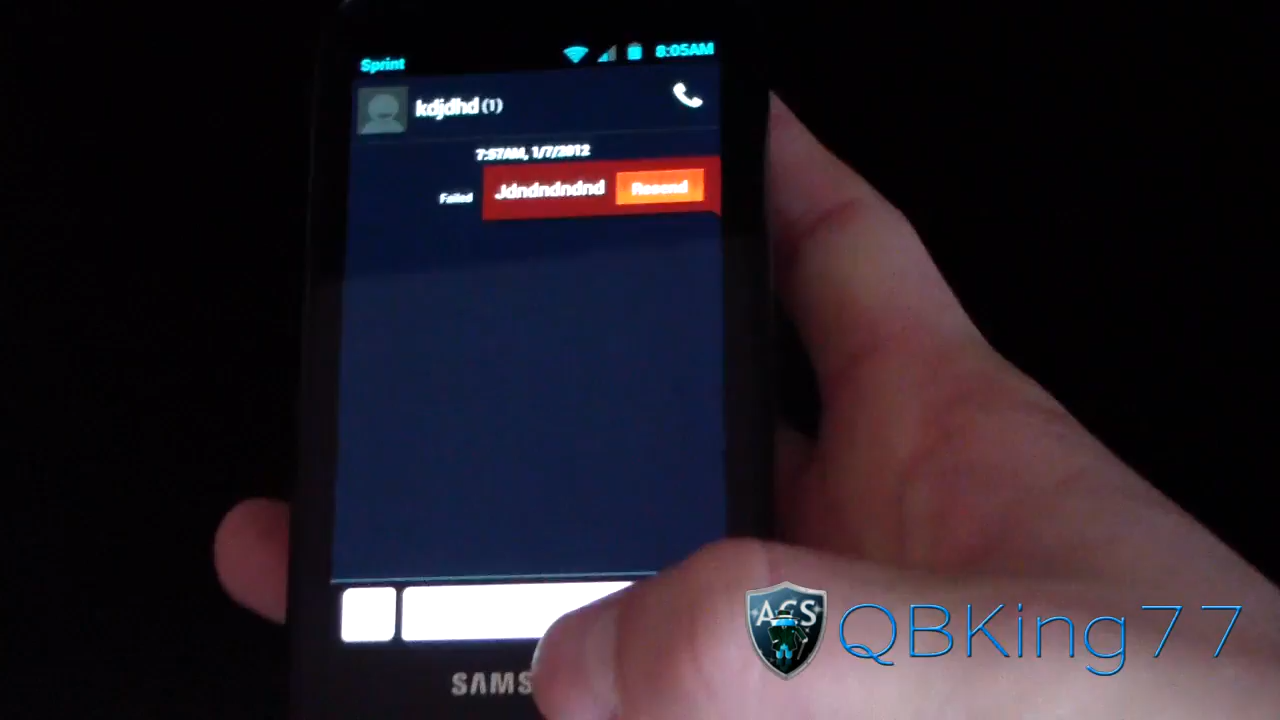 Sprint 8:05AM
kdjdhd (1)
7:57AM, 1/7/2012
Failed Jdndndndnd Resend
ACS QBKing77
SAMS